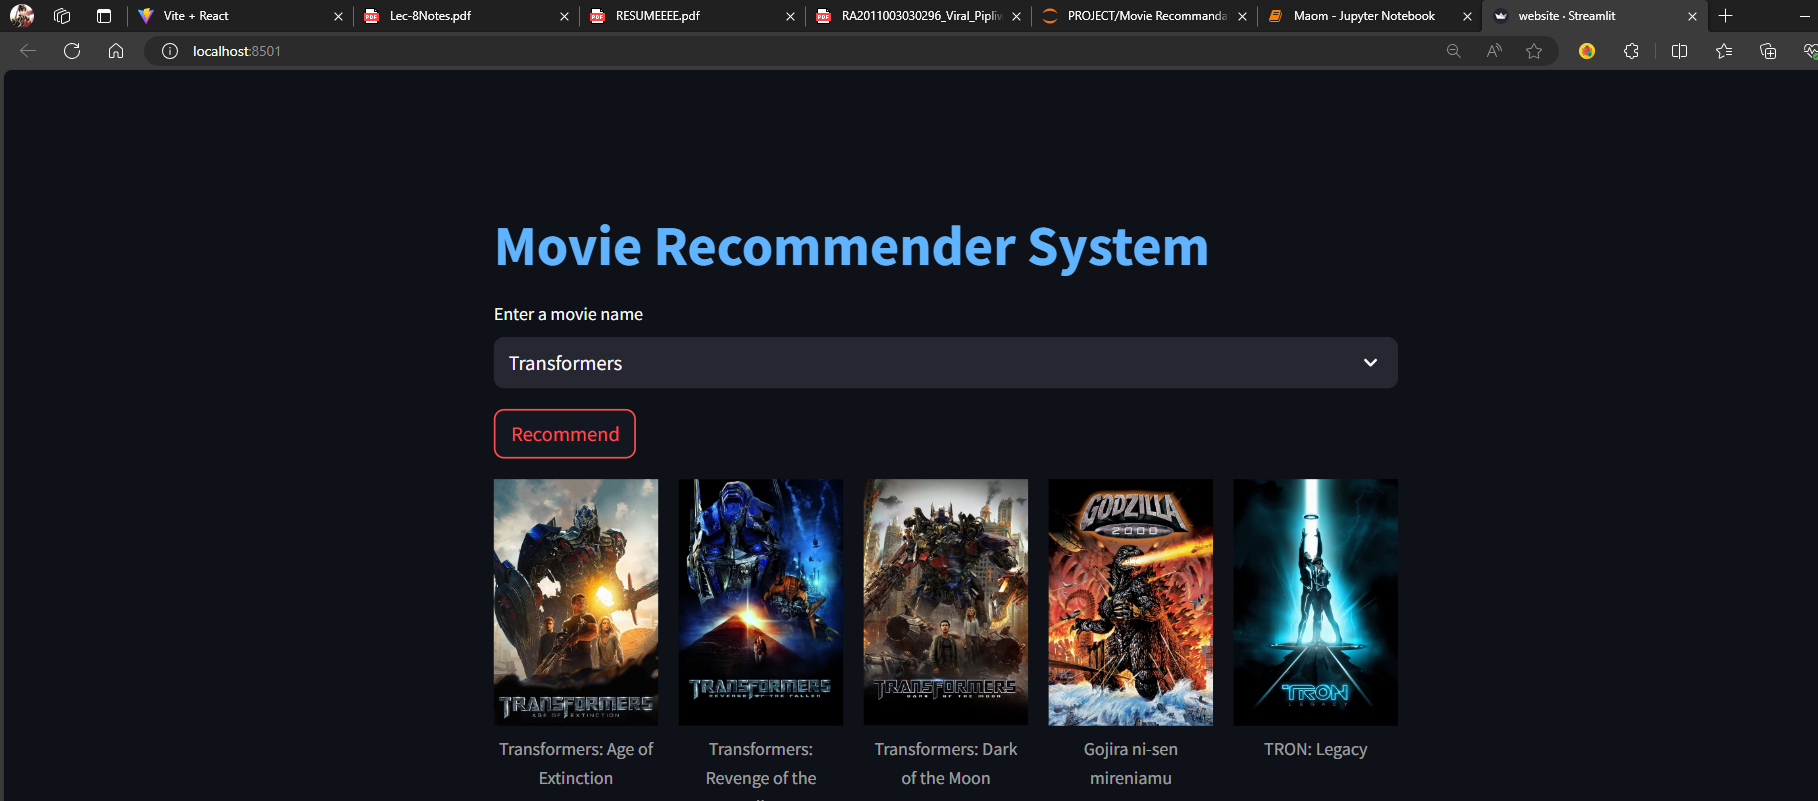 Vite + React
Lec-8Notes.pdf
RESUMEEEE.pdf
RA2011003030296_Viral_Pipliw
PROJECT/Movie Recommanda
Maom - Jupyter Notebook
website · Streamlit
localhost:8501
Movie Recommender System
Enter a movie name
Transformers
Recommend
TRANSFORMERS
AGE OF EXTINCTION
TRANSFORMERS
REVENGE OF THE FALLEN
TRANSFORMERS
DARK OF THE MOON
GODZILLA
2000
TRON
LEGACY
Transformers: Age of
Extinction
Transformers:
Revenge of the
Transformers: Dark
of the Moon
Gojira ni-sen
mireniamu
TRON: Legacy